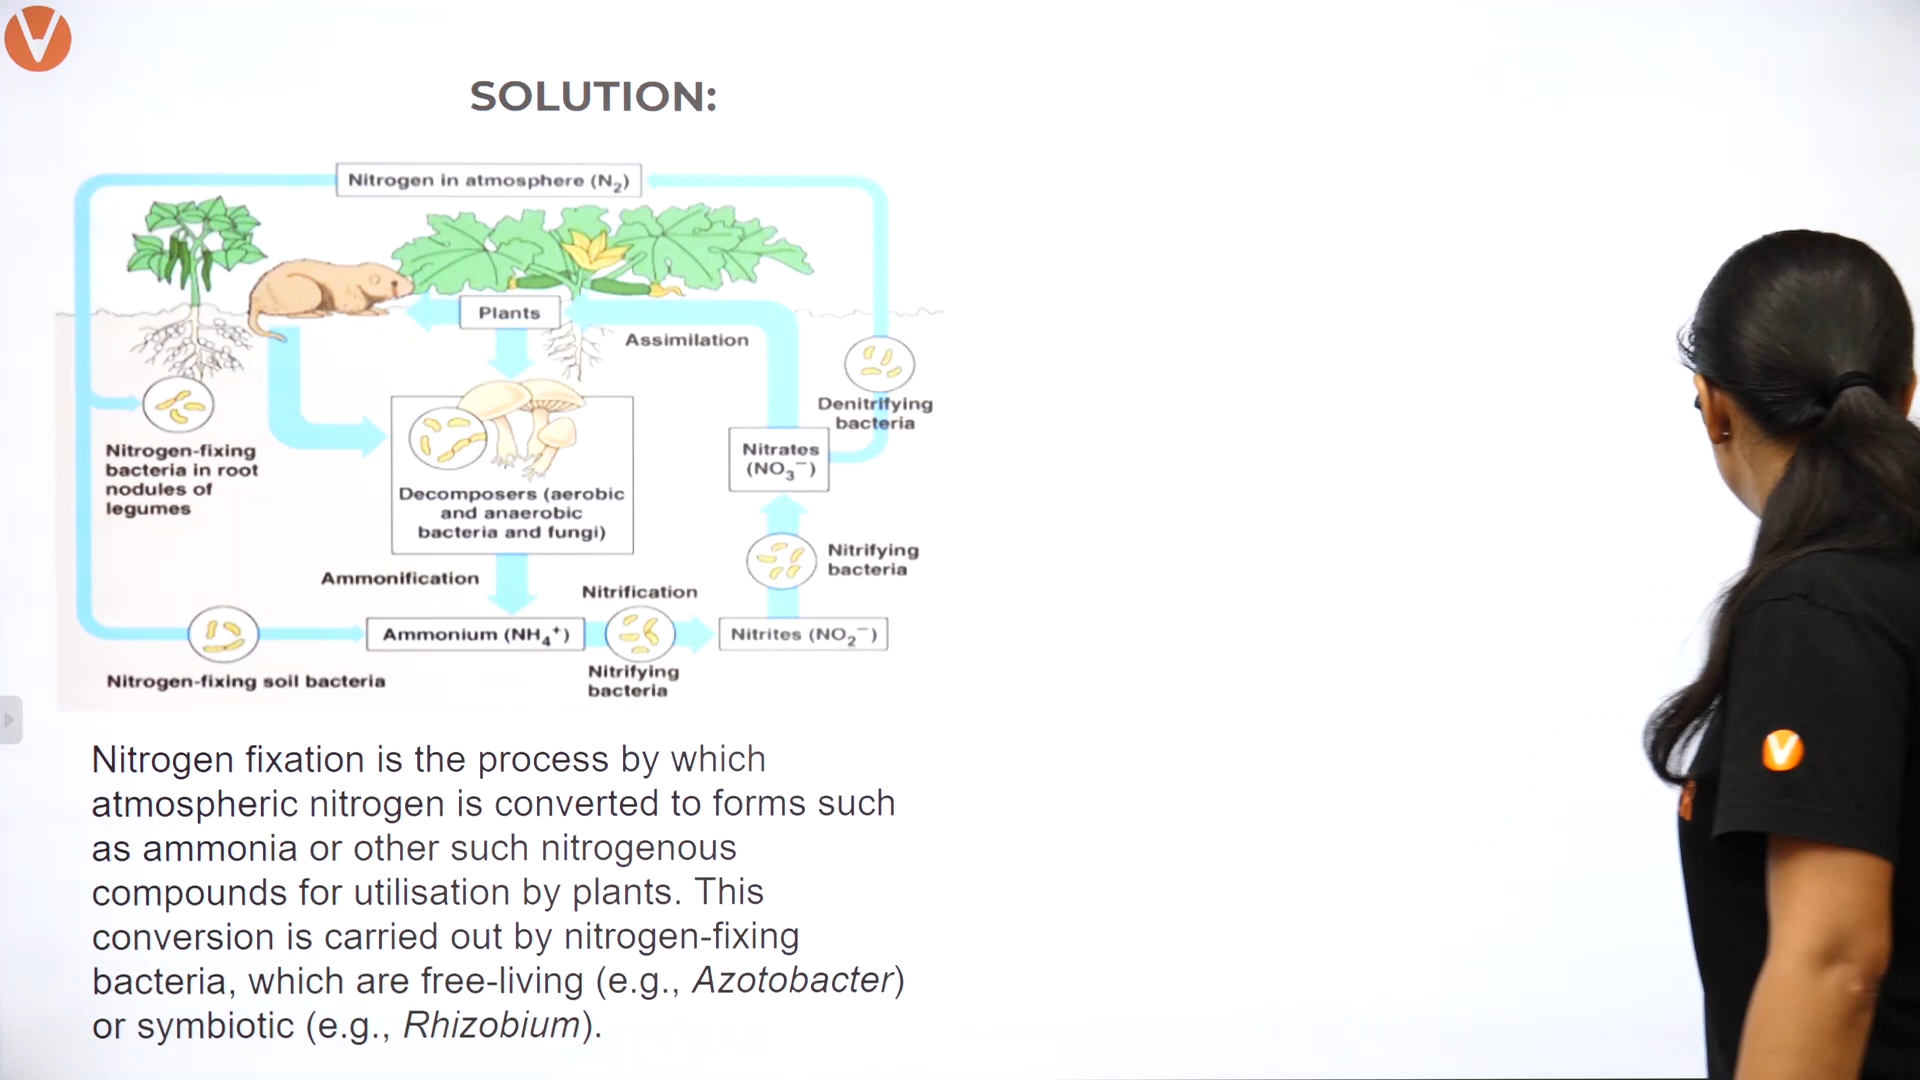 SOLUTION:
Nitrogen in atmosphere (N₂)
Plants
Assimilation
Denitrifying
bacteria
Nitrogen-fixing
bacteria in root
nodules of
legumes
Nitrates
(NO₃⁻)
Decomposers (aerobic
and anaerobic
bacteria and fungi)
Nitrifying
bacteria
Ammonification
Nitrification
Ammonium (NH₄⁺)
Nitrites (NO₂⁻)
Nitrifying
bacteria
Nitrogen-fixing soil bacteria
Nitrogen fixation is the process by which
atmospheric nitrogen is converted to forms such
as ammonia or other such nitrogenous
compounds for utilisation by plants. This
conversion is carried out by nitrogen-fixing
bacteria, which are free-living (e.g., Azotobacter)
or symbiotic (e.g., Rhizobium).